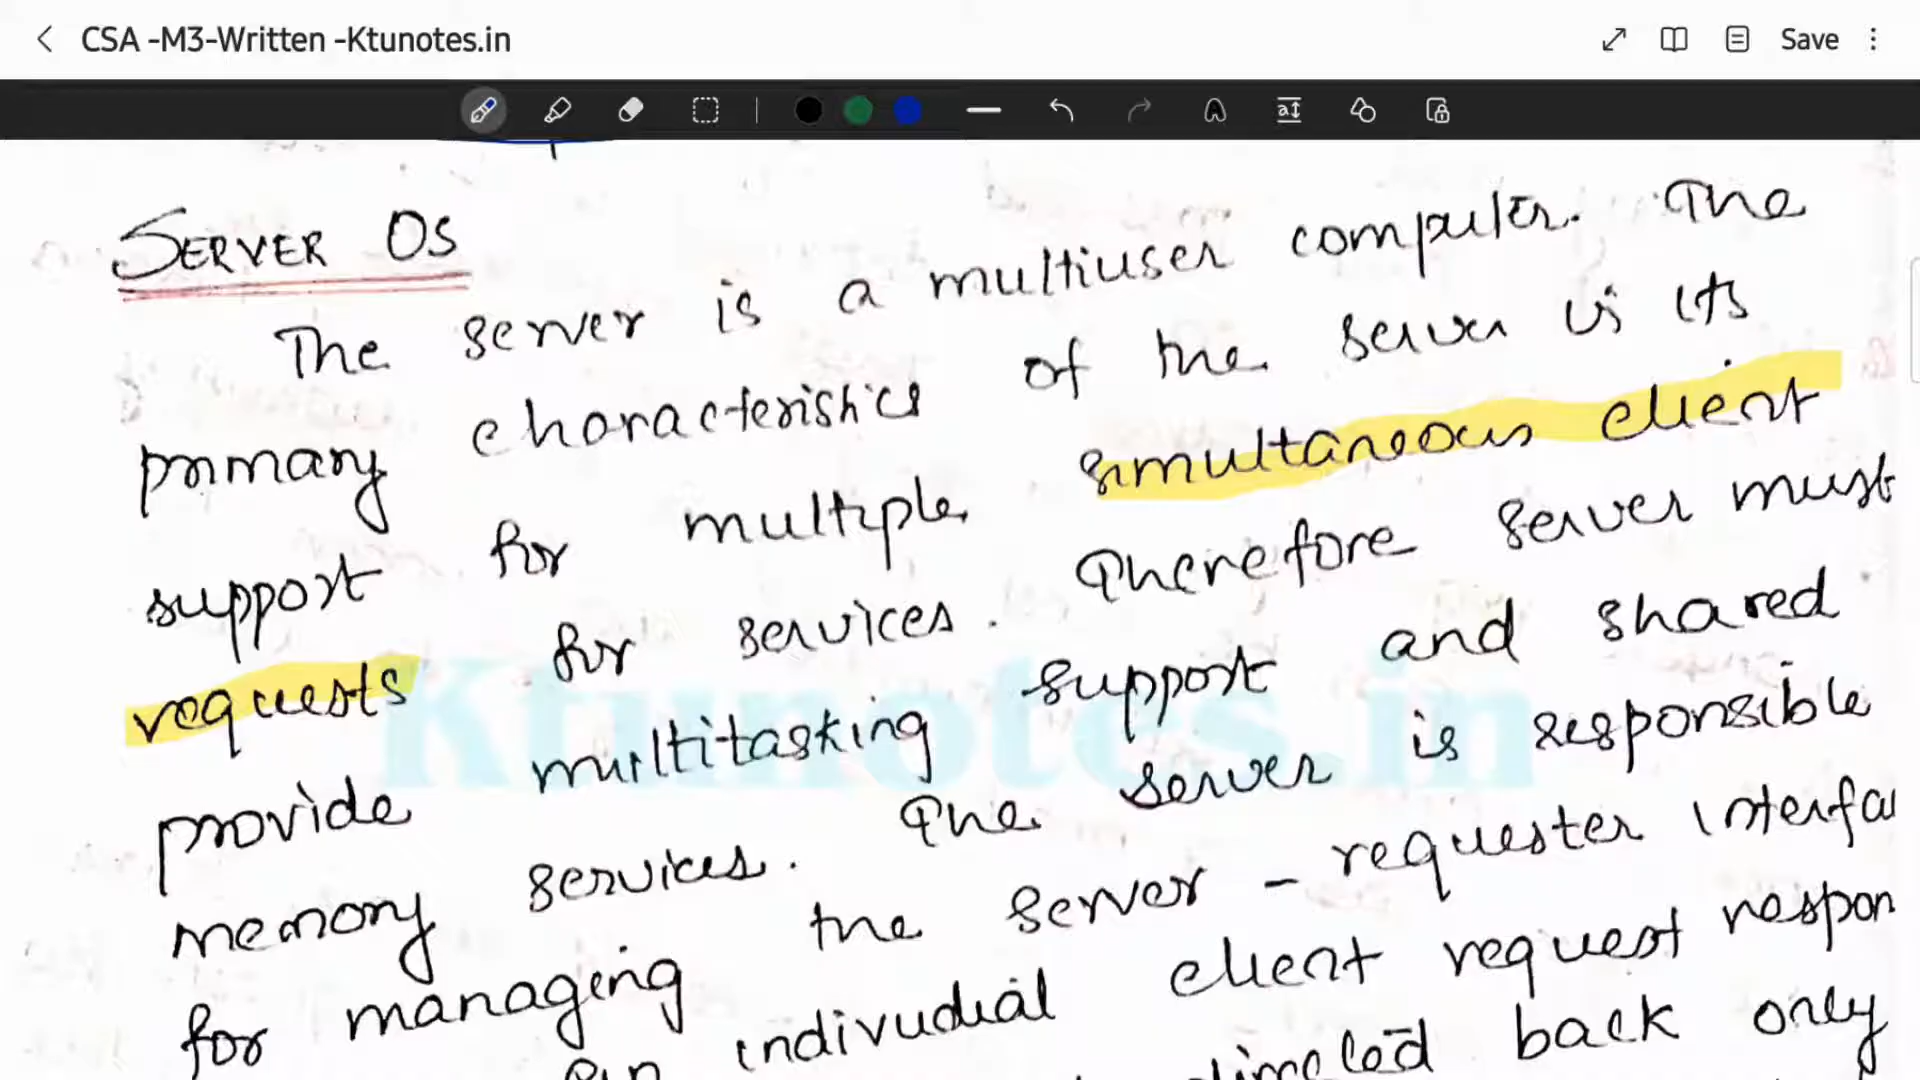 CSA -M3-Written -Ktunotes.in
Save
SERVER OS
The server is a multiuser computer. The
primary characteristics of the server is its
support for multiple simultaneous client
requests for services. Therefore server must
provide multitasking support and shared
memory services. The server is responsible
for managing the server - requester interfa
individual client request respon
back only
Ktunotes.in